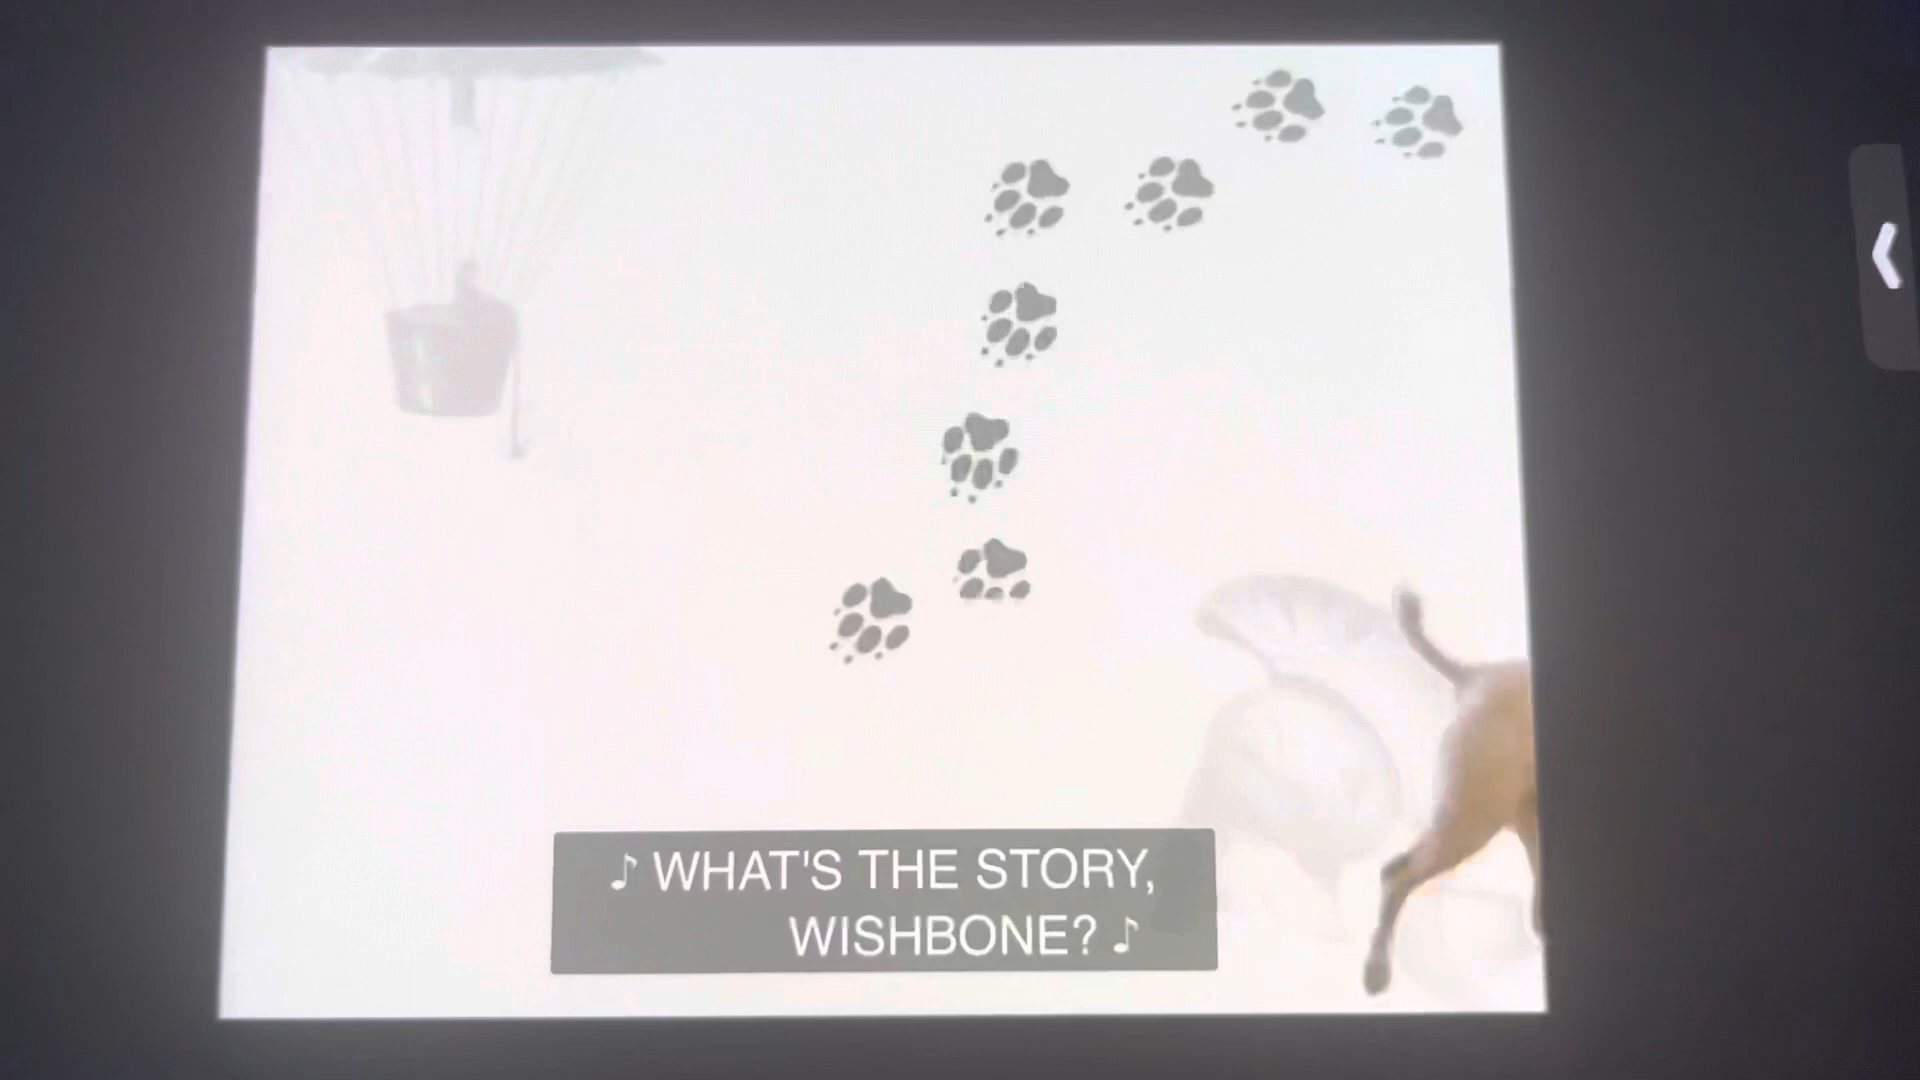 ♪ WHAT'S THE STORY,
WISHBONE? ♪